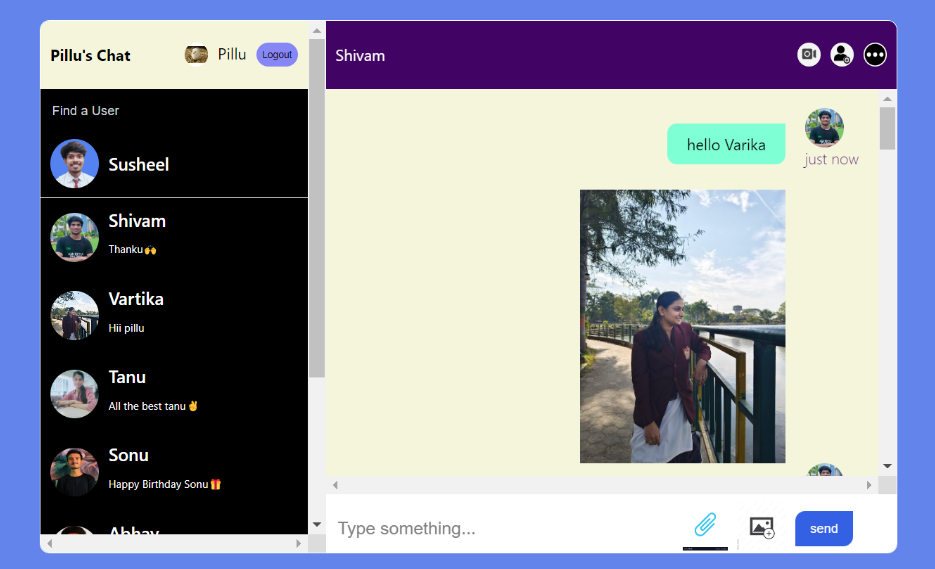 Pillu's Chat
Pillu
Logout
Find a User
Susheel
Shivam
Thanku🙌
Vartika
Hii pillu
Tanu
All the best tanu✌
Sonu
Happy Birthday Sonu🎁
Abhay
Shivam
hello Varika
just now
Type something...
send